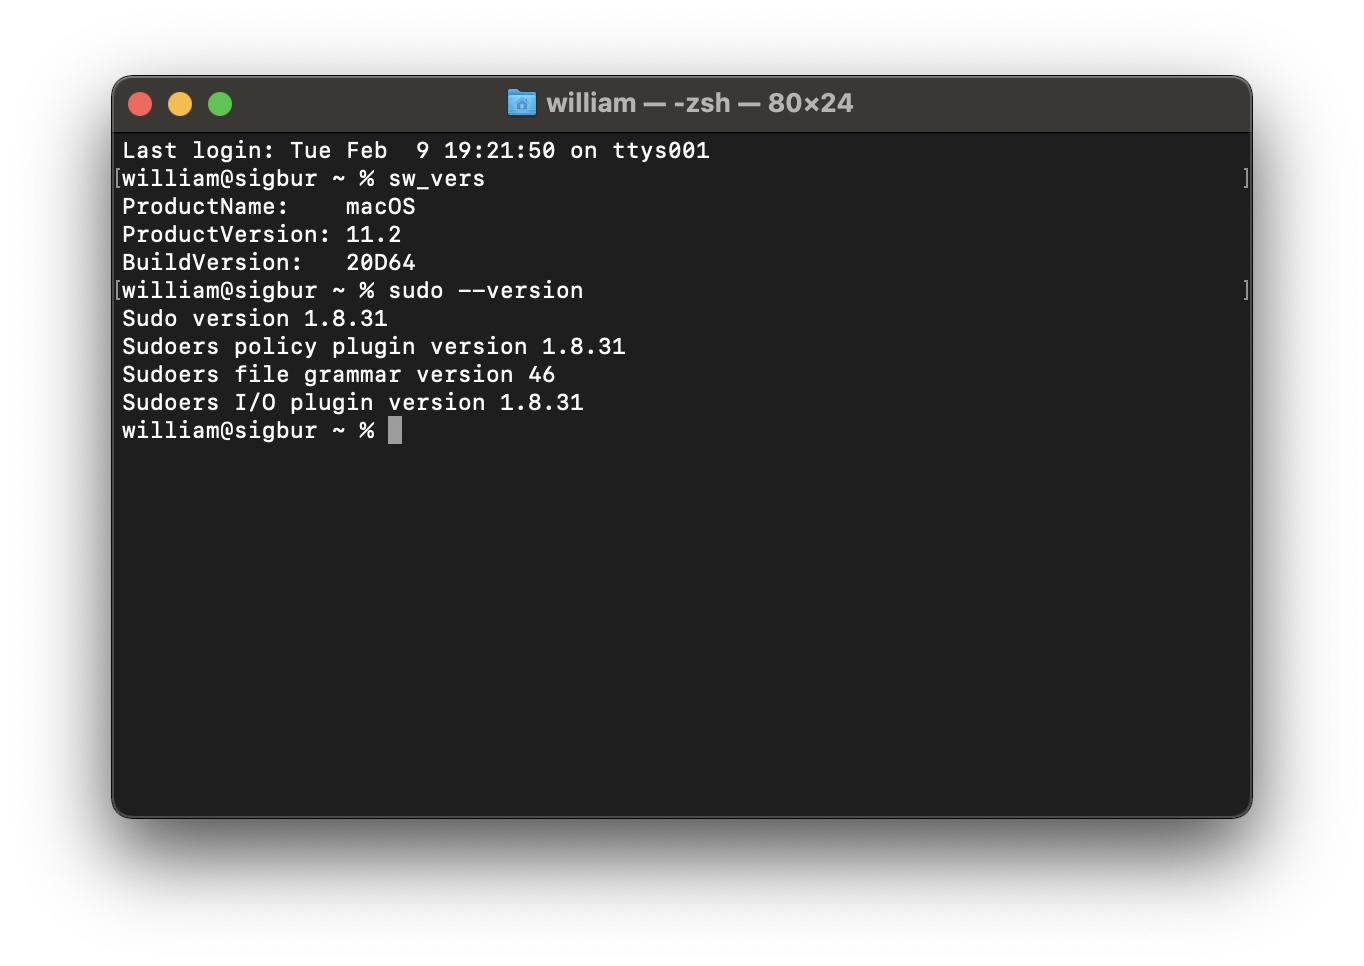 william — -zsh — 80×24
Last login: Tue Feb  9 19:21:50 on ttys001
[william@sigbur ~ % sw_vers ]
ProductName:    macOS
ProductVersion: 11.2
BuildVersion:   20D64
[william@sigbur ~ % sudo --version ]
Sudo version 1.8.31
Sudoers policy plugin version 1.8.31
Sudoers file grammar version 46
Sudoers I/O plugin version 1.8.31
william@sigbur ~ %